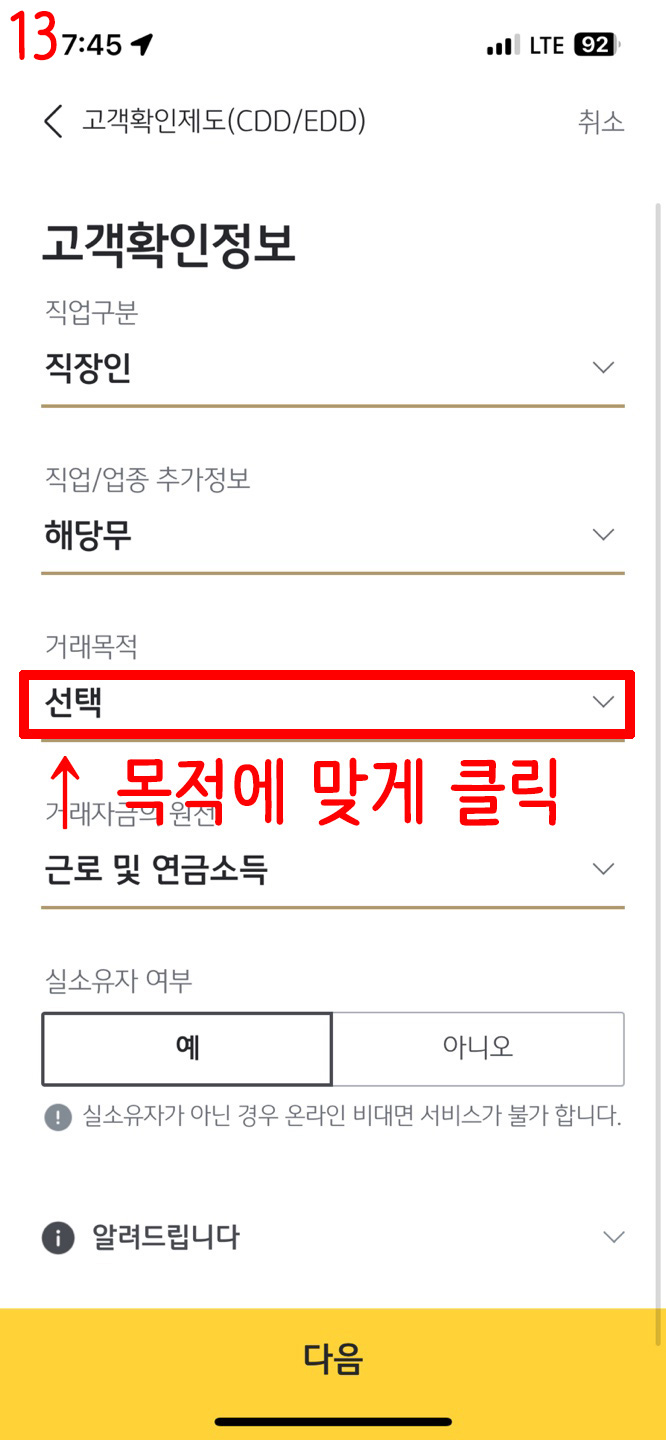 13
7:45
LTE 92
고객확인제도(CDD/EDD)
취소
고객확인정보
직업구분
직장인
직업/업종 추가정보
해당무
거래목적
선택
↑ 목적에 맞게 클릭
거래자금의 원천
근로 및 연금소득
실소유자 여부
예
아니오
실소유자가 아닌 경우 온라인 비대면 서비스가 불가 합니다.
알려드립니다
다음